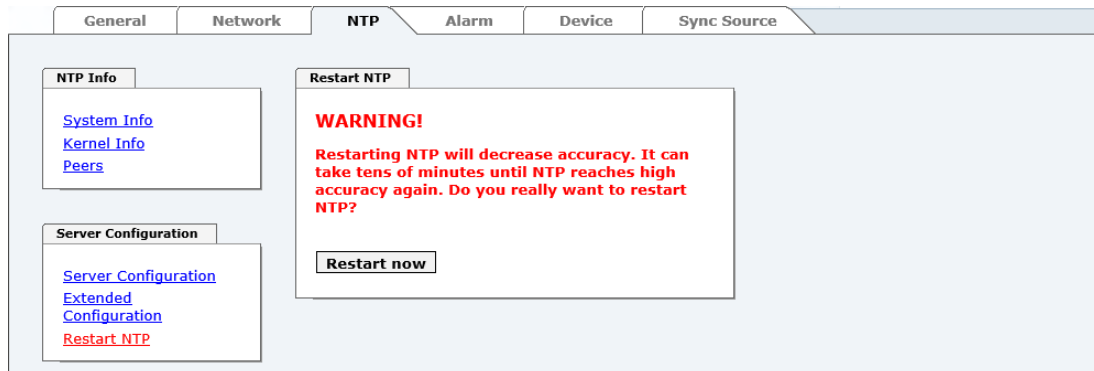 General Network NTP Alarm Device Sync Source
NTP Info
System Info
Kernel Info
Peers
Server Configuration
Server Configuration
Extended
Configuration
Restart NTP
Restart NTP
WARNING!
Restarting NTP will decrease accuracy. It can
take tens of minutes until NTP reaches high
accuracy again. Do you really want to restart
NTP?
Restart now